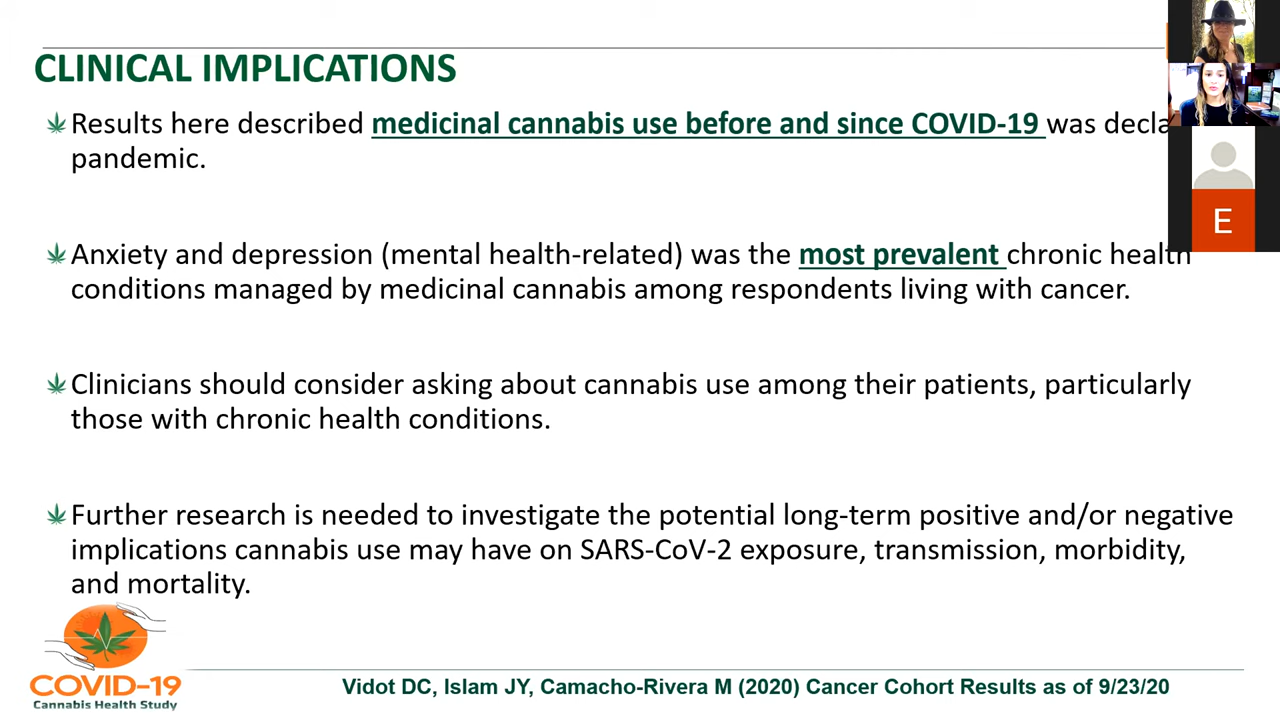 CLINICAL IMPLICATIONS
Results here described medicinal cannabis use before and since COVID-19 was
pandemic.
Anxiety and depression (mental health-related) was the most prevalent chronic health
conditions managed by medicinal cannabis among respondents living with cancer.
Clinicians should consider asking about cannabis use among their patients, particularly
those with chronic health conditions.
Further research is needed to investigate the potential long-term positive and/or negative
implications cannabis use may have on SARS-CoV-2 exposure, transmission, morbidity,
and mortality.
E
COVID-19
Cannabis Health Study
Vidot DC, Islam JY, Camacho-Rivera M (2020) Cancer Cohort Results as of 9/23/20